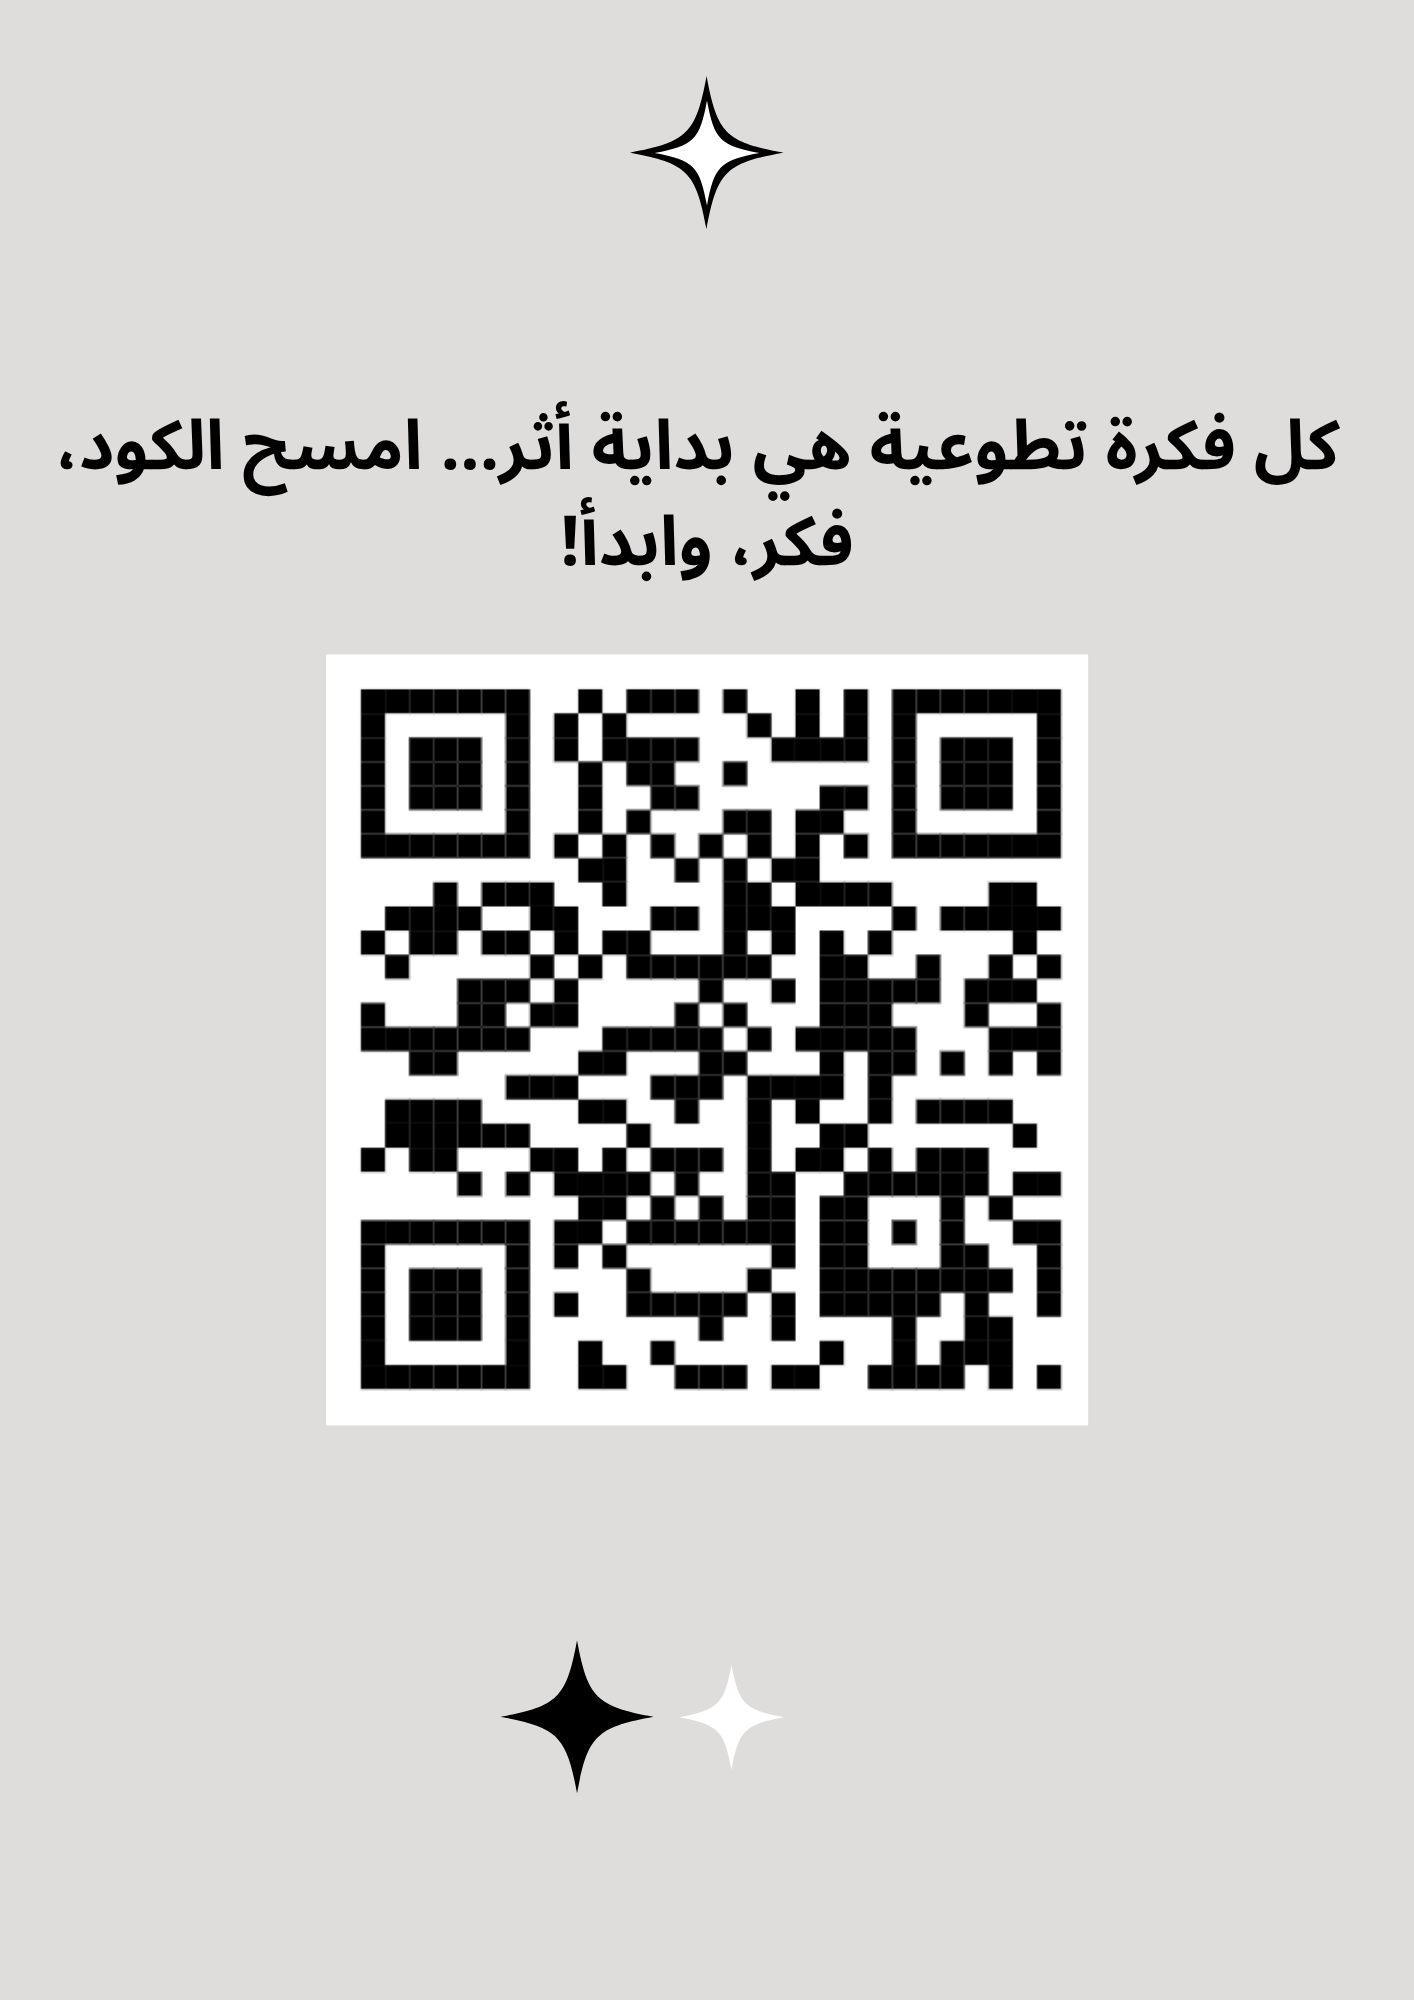 كل فكرة تطوعية هي بداية أثر... امسح الكود،
فكر، وابدأ!